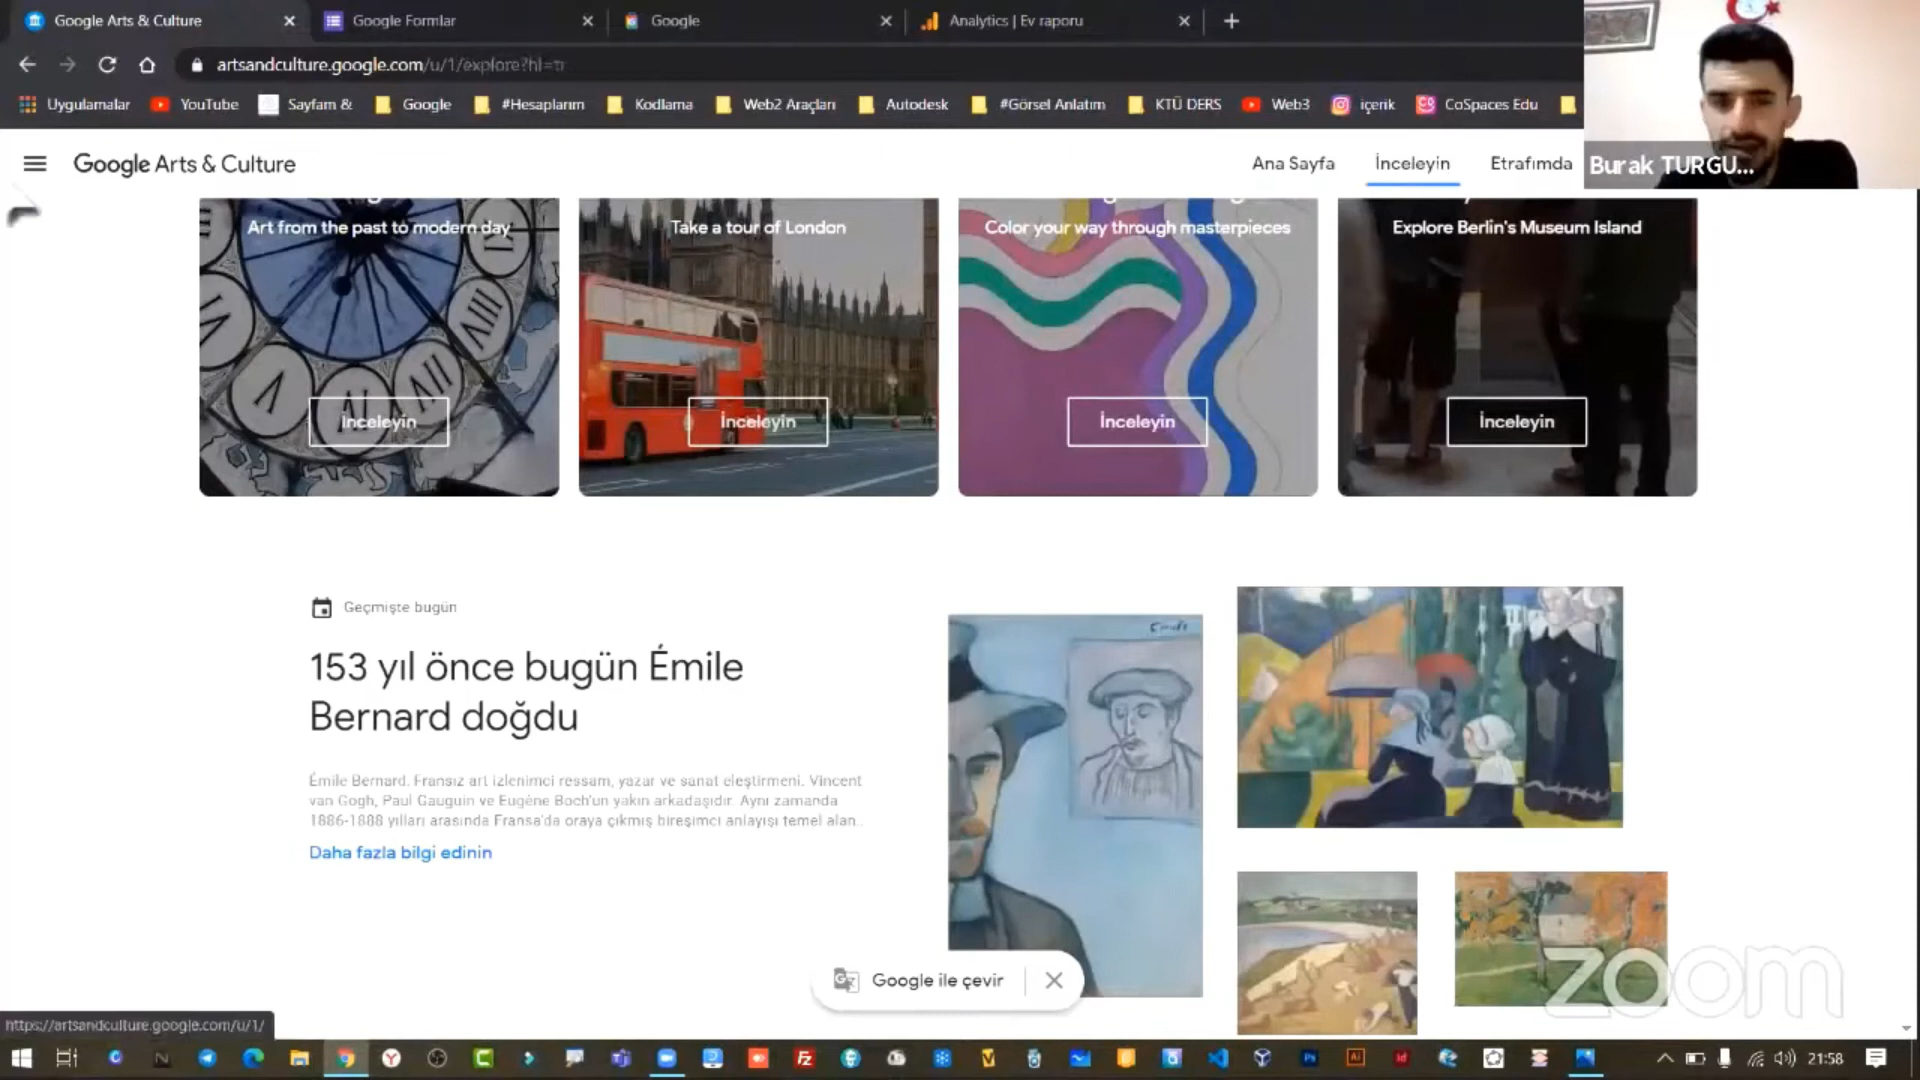 Google Arts & Culture
Google Formlar
Google
Analytics | Ev raporu
artsandculture.google.com/u/1/explore?hl=tr
Uygulamalar
YouTube
Sayfam &
Google
#Hesaplarım
Kodlama
Web2 Araçları
Autodesk
#Görsel Anlatım
KTÜ DERS
Web3
içerik
CoSpaces Edu
Burak TURGU...
Google Arts & Culture
Ana Sayfa
İnceleyin
Etrafımda
Art from the past to modern day
Take a tour of London
Color your way through masterpieces
Explore Berlin's Museum Island
İnceleyin
İnceleyin
İnceleyin
İnceleyin
Geçmişte bugün
153 yıl önce bugün Émile
Bernard doğdu
Émile Bernard, Fransız art izlenimci ressam, yazar ve sanat eleştirmeni. Vincent
van Gogh, Paul Gauguin ve Eugène Boch'un yakın arkadaşıdır. Aynı zamanda
1886-1888 yılları arasında Fransa'da oraya çıkmış bireşimci anlayışı temel alan..
Daha fazla bilgi edinin
Google ile çevir
zoom
https://artsandculture.google.com/u/1/
21:58